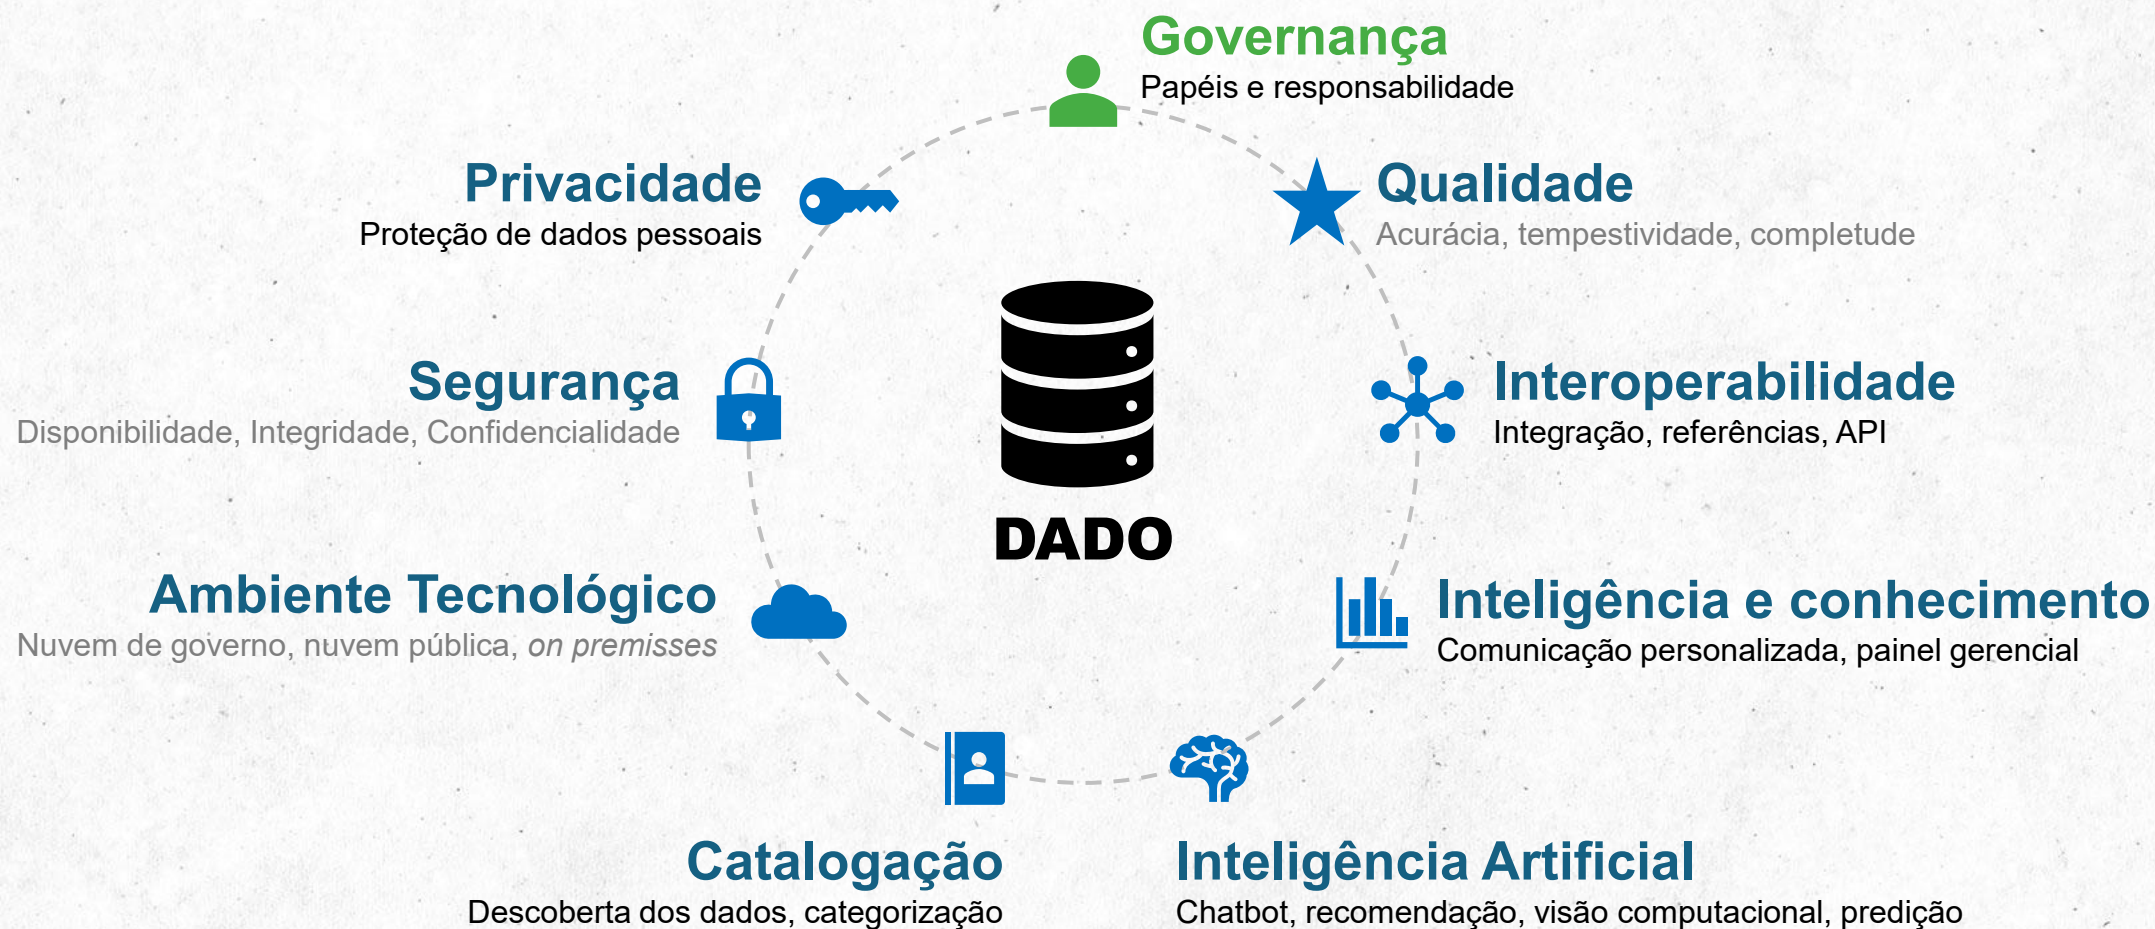 Governança
Papéis e responsabilidade
Privacidade
Proteção de dados pessoais
Qualidade
Acurácia, tempestividade, completude
Segurança
Disponibilidade, Integridade, Confidencialidade
Interoperabilidade
Integração, referências, API
DADO
Ambiente Tecnológico
Nuvem de governo, nuvem pública, on premisses
Inteligência e conhecimento
Comunicação personalizada, painel gerencial
Catalogação
Descoberta dos dados, categorização
Inteligência Artificial
Chatbot, recomendação, visão computacional, predição